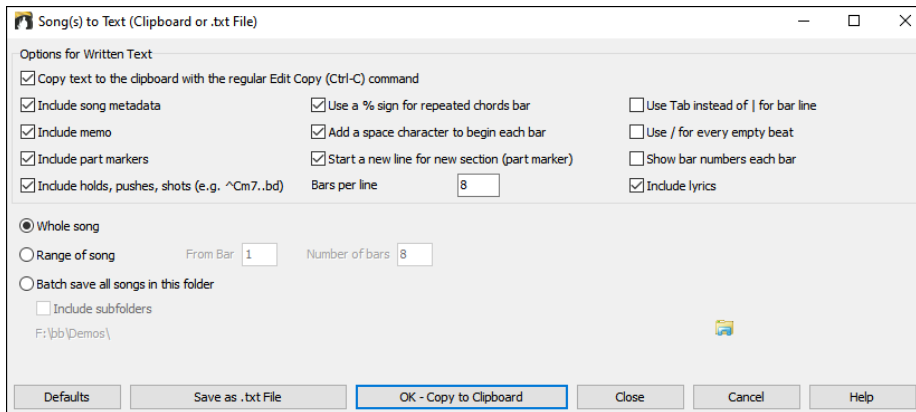 Song(s) to Text (Clipboard or .txt File)
Options for Written Text
Copy text to the clipboard with the regular Edit Copy (Ctrl-C) command
Include song metadata Use a % sign for repeated chords bar Use Tab instead of | for bar line
Include memo Add a space character to begin each bar Use / for every empty beat
Include part markers Start a new line for new section (part marker) Show bar numbers each bar
Include holds, pushes, shots (e.g. ^Cm7..bd) Bars per line 8 Include lyrics
Whole song
Range of song From Bar 1 Number of bars 8
Batch save all songs in this folder
Include subfolders
F:\bb\Demos\
Defaults Save as .txt File OK - Copy to Clipboard Close Cancel Help